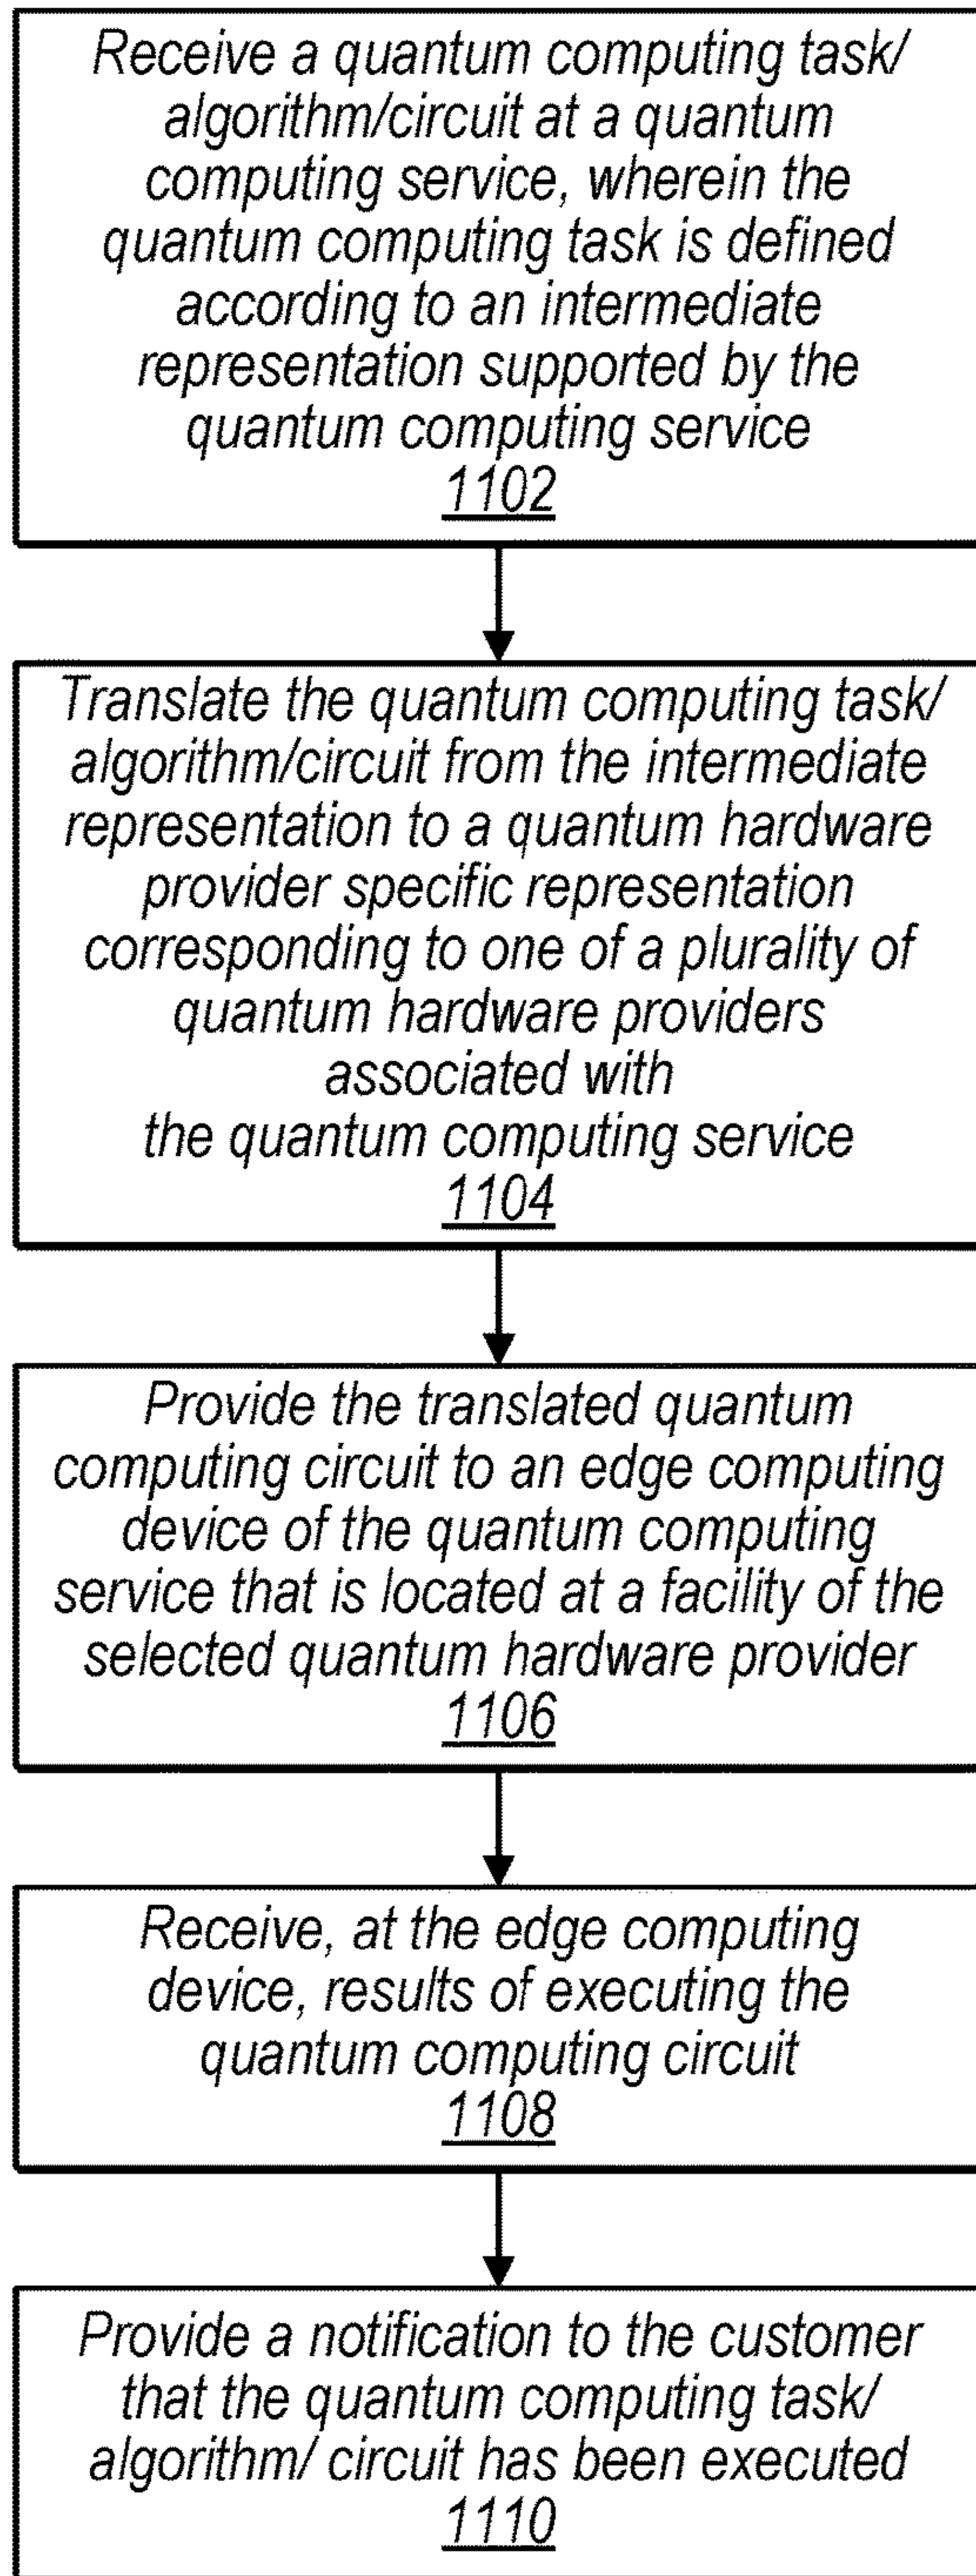 Receive a quantum computing task/
algorithm/circuit at a quantum
computing service, wherein the
quantum computing task is defined
according to an intermediate
representation supported by the
quantum computing service
1102
Translate the quantum computing task/
algorithm/circuit from the intermediate
representation to a quantum hardware
provider specific representation
corresponding to one of a plurality of
quantum hardware providers
associated with
the quantum computing service
1104
Provide the translated quantum
computing circuit to an edge computing
device of the quantum computing
service that is located at a facility of the
selected quantum hardware provider
1106
Receive, at the edge computing
device, results of executing the
quantum computing circuit
1108
Provide a notification to the customer
that the quantum computing task/
algorithm/ circuit has been executed
1110